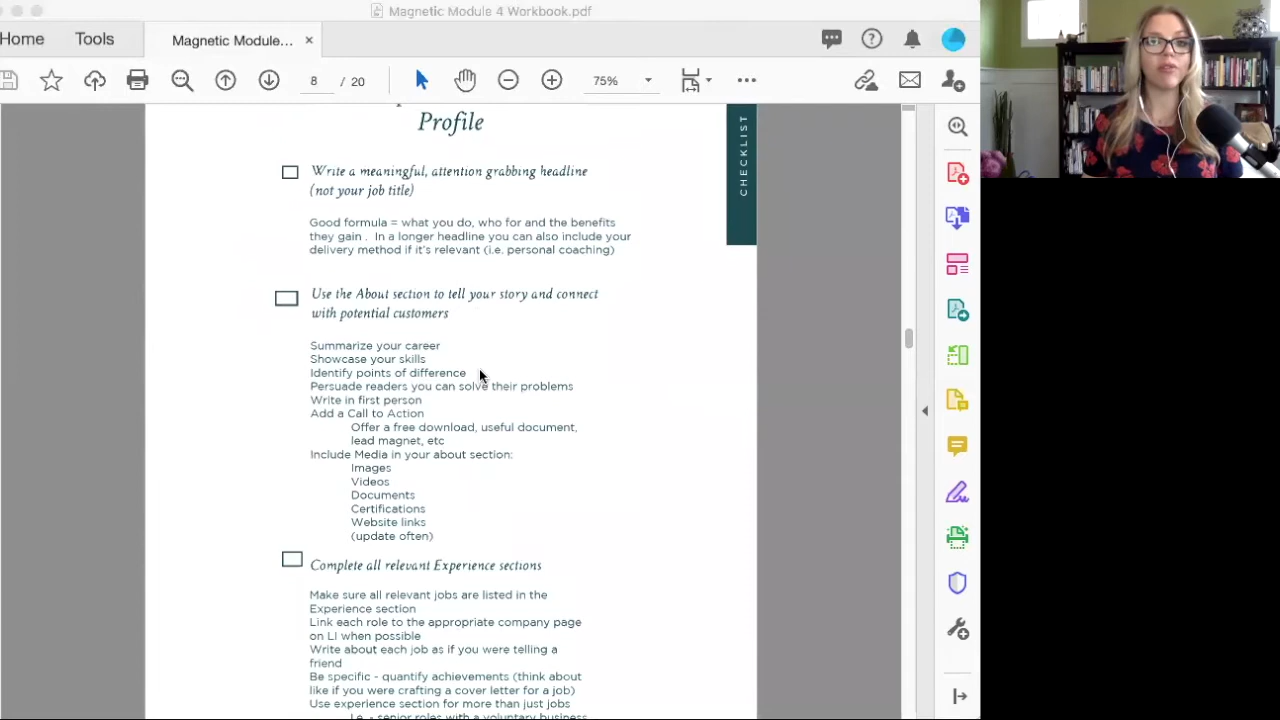 Magnetic Module 4 Workbook.pdf
Home
Tools
Magnetic Module...
8 / 20
75%
Profile
CHECKLIST
Write a meaningful, attention grabbing headline
(not your job title)
Good formula = what you do, who for and the benefits
they gain . In a longer headline you can also include your
delivery method if it's relevant (i.e. personal coaching)
Use the About section to tell your story and connect
with potential customers
Summarize your career
Showcase your skills
Identify points of difference
Persuade readers you can solve their problems
Write in first person
Add a Call to Action
Offer a free download, useful document,
lead magnet, etc
Include Media in your about section:
Images
Videos
Documents
Certifications
Website links
(update often)
Complete all relevant Experience sections
Make sure all relevant jobs are listed in the
Experience section
Link each role to the appropriate company page
on LI when possible
Write about each job as if you were telling a
friend
Be specific - quantify achievements (think about
like if you were crafting a cover letter for a job)
Use experience section for more than just jobs
I.e. - senior roles with a voluntary business